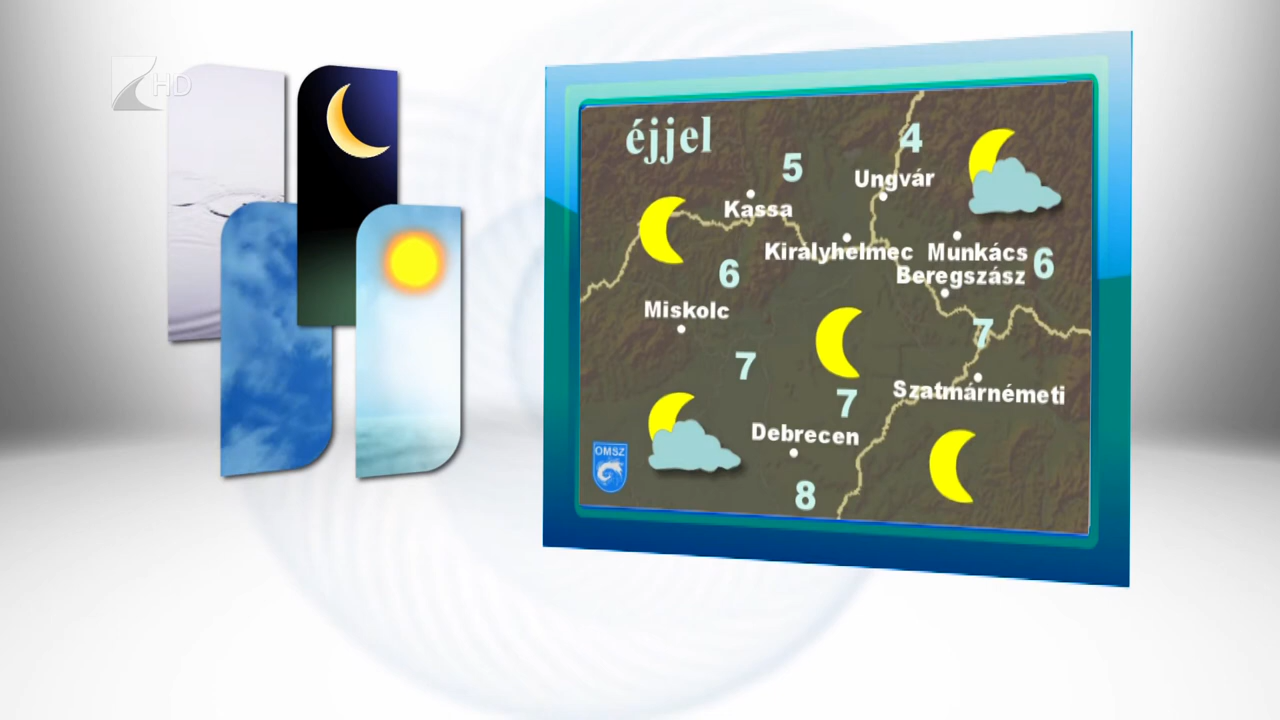 HD
éjjel
4
5
Ungvár
Kassa
Királyhelmec
Munkács
6
6
Beregszász
Miskolc
7
7
Szatmárnémeti
7
Debrecen
OMSZ
8